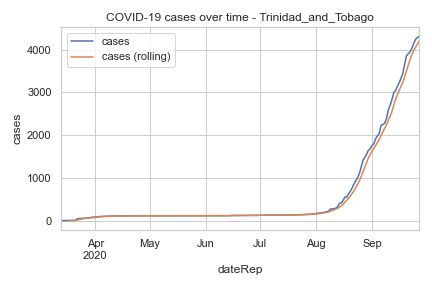 COVID-19 cases over time - Trinidad_and_Tobago
cases
cases (rolling)
cases
4000
3000
2000
1000
0
Apr May Jun Jul Aug Sep
2020
dateRep